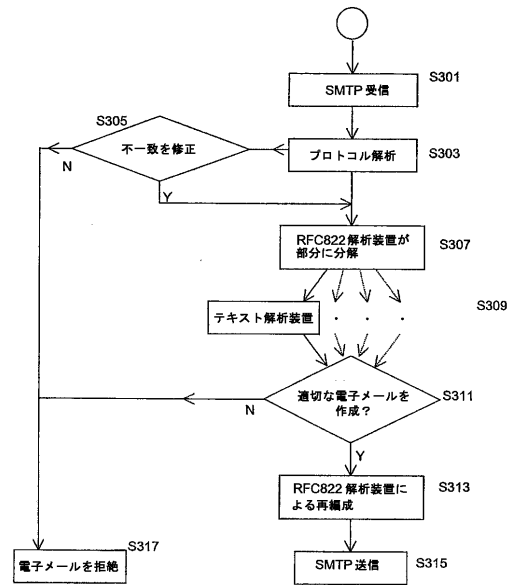 S301
SMTP 受信
S305
不一致を修正
N
Y
プロトコル解析
S303
RFC822 解析装置が
部分に分解
S307
テキスト解析装置
S309
適切な電子メールを
作成？
S311
N
Y
RFC822 解析装置に
よる再編成
S313
S317
電子メールを拒絶
SMTP 送信
S315